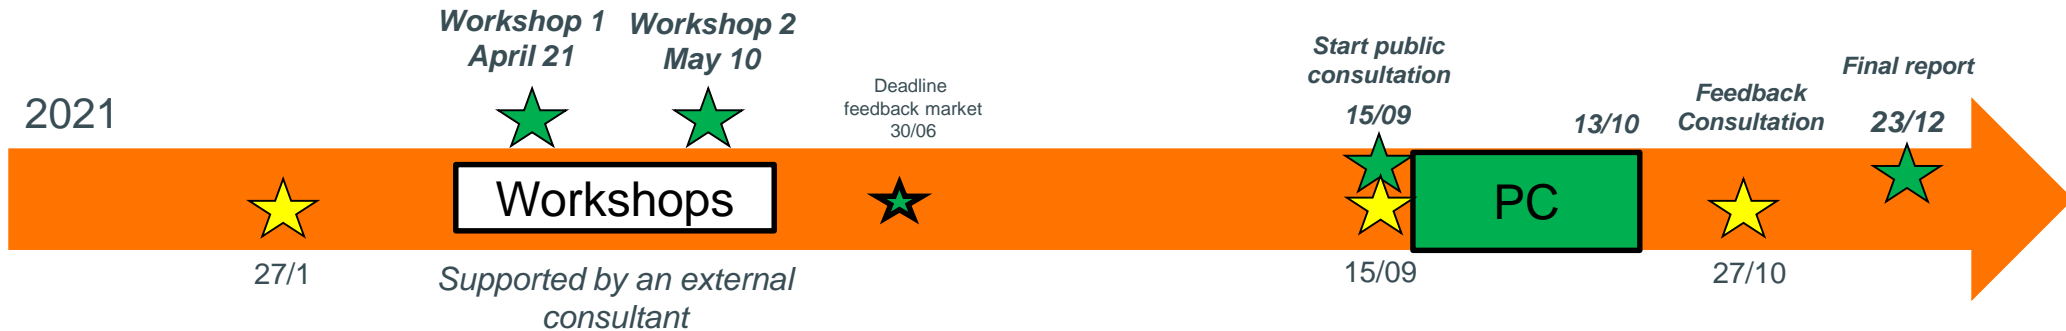 2021
Workshop 1
April 21
Workshop 2
May 10
Deadline
feedback market
30/06
Start public
consultation
15/09
13/10
Feedback
Consultation
Final report
23/12
Workshops
PC
27/1
Supported by an external
consultant
15/09
27/10